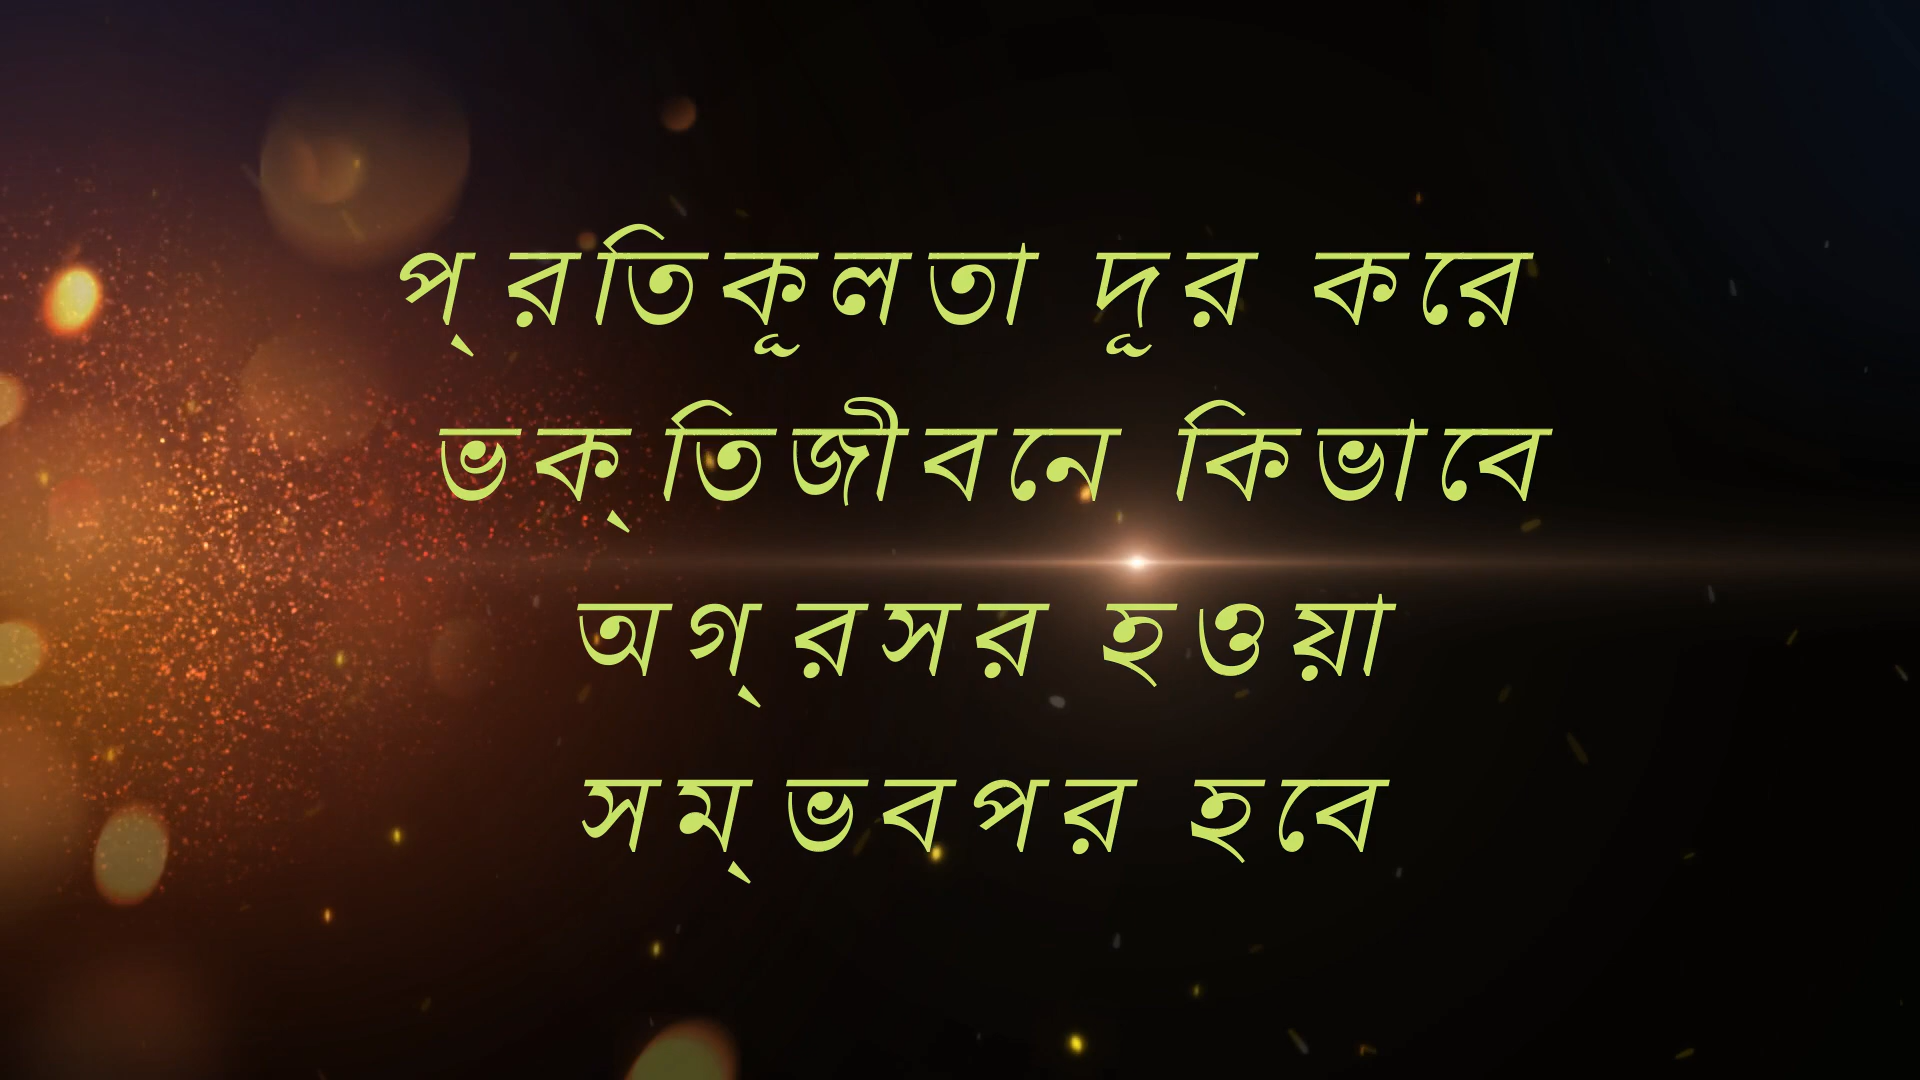 প্রতিকূলতা দূর করে
ভক্তিজীবনে কিভাবে
অগ্রসর হওয়া
সম্ভবপর হবে